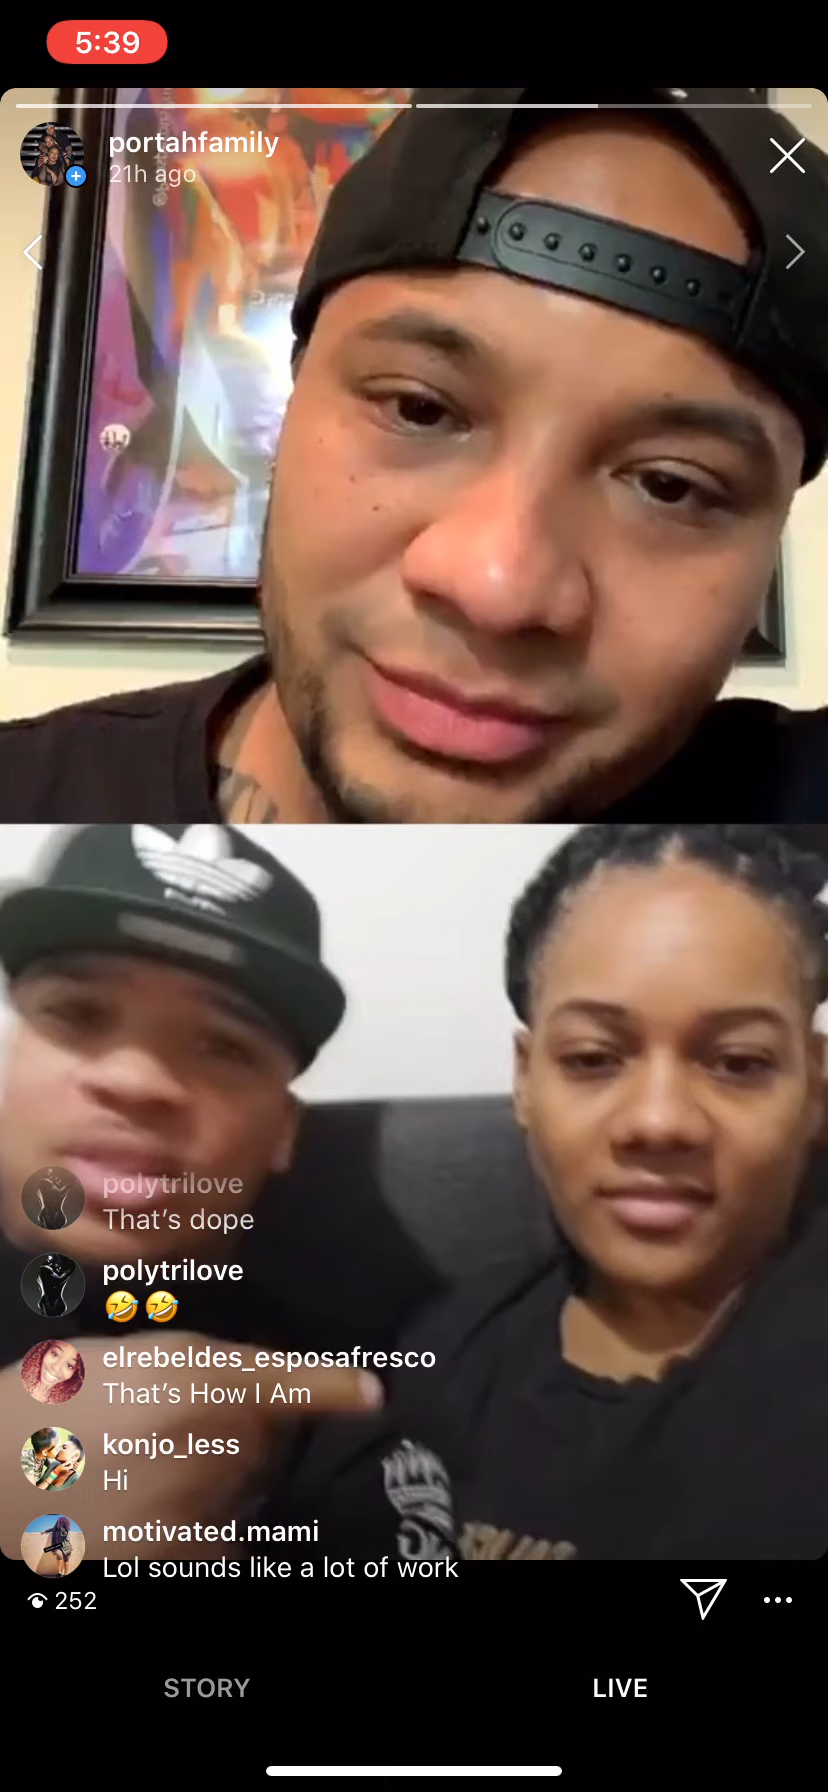 5:39
portahfamily
21h ago
polytrilove
That's dope
polytrilove
🤣🤣
elrebeldes_esposafresco
That's How I Am
konjo_less
Hi
motivated.mami
Lol sounds like a lot of work
252
STORY
LIVE